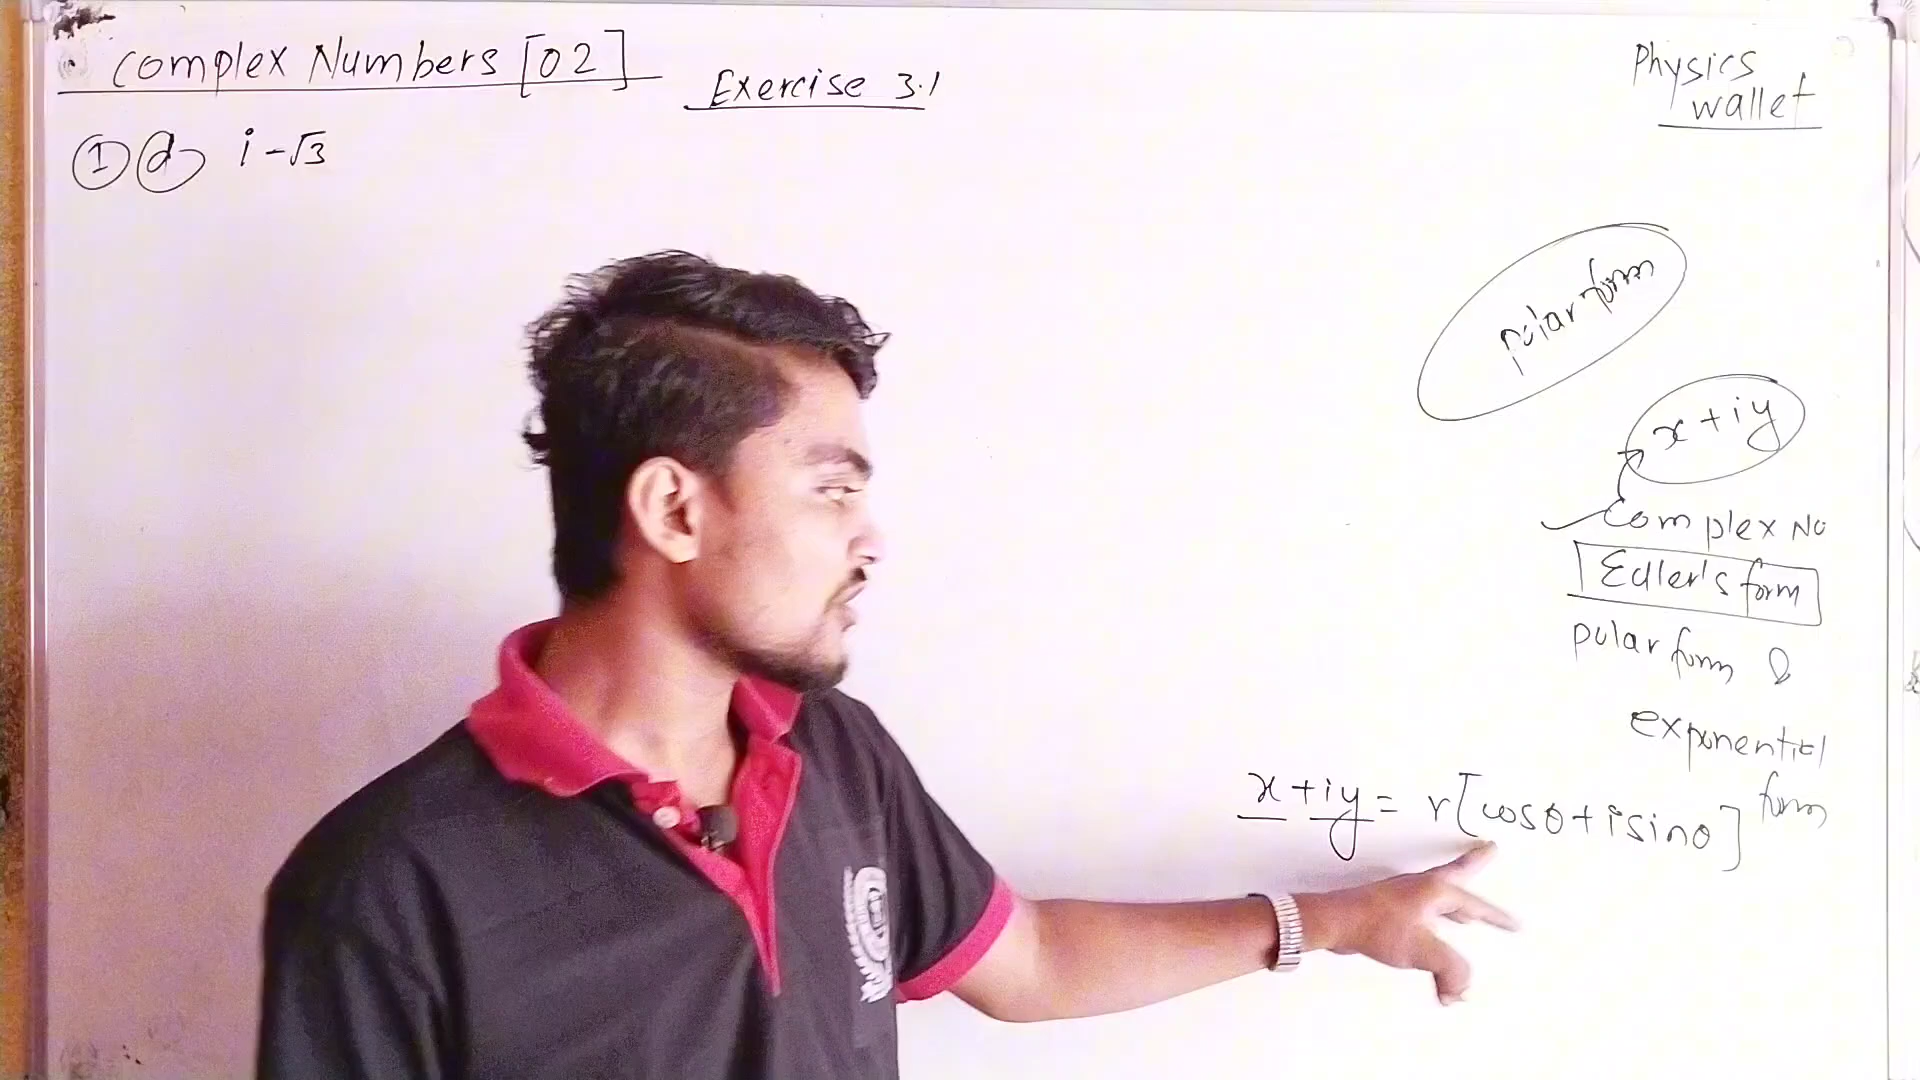 Complex Numbers [02]
Exercise 3.1
Physics
wallet
① ⓓ i - √3
polar form
x + iy
Complex No
Euler's form
polar form &
exponential
form
x + iy = r[cosθ + isinθ]